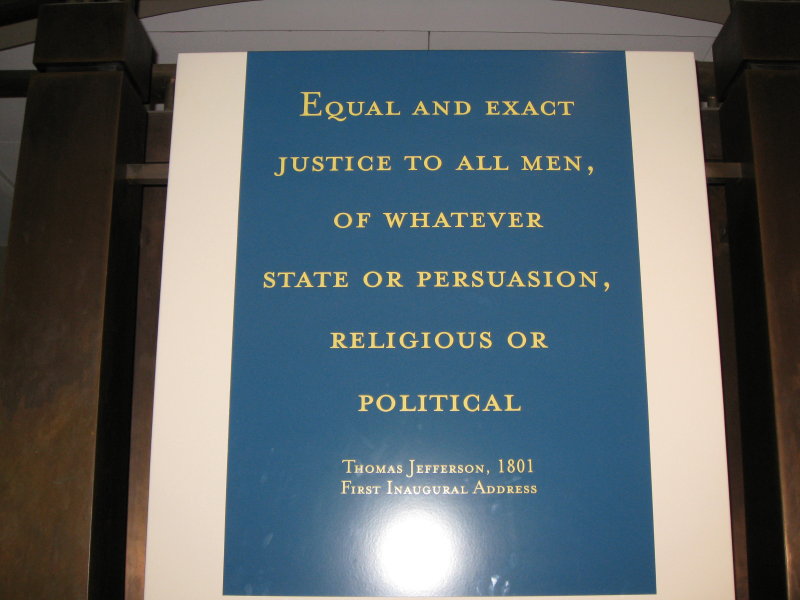 Equal and exact
justice to all men,
of whatever
state or persuasion,
religious or
political
Thomas Jefferson, 1801
First Inaugural Address